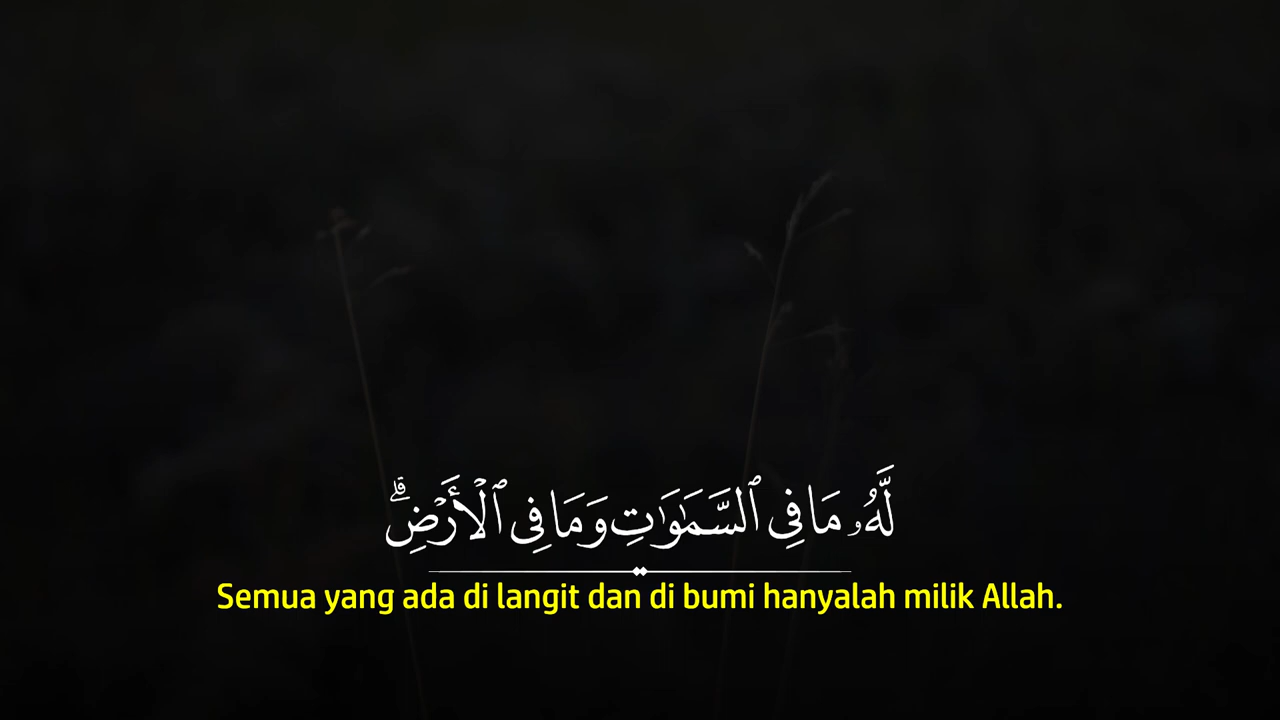 لَّهُۥ مَا فِى ٱلسَّمَـٰوَٰتِ وَمَا فِى ٱلْأَرْضِ ۗ
Semua yang ada di langit dan di bumi hanyalah milik Allah.